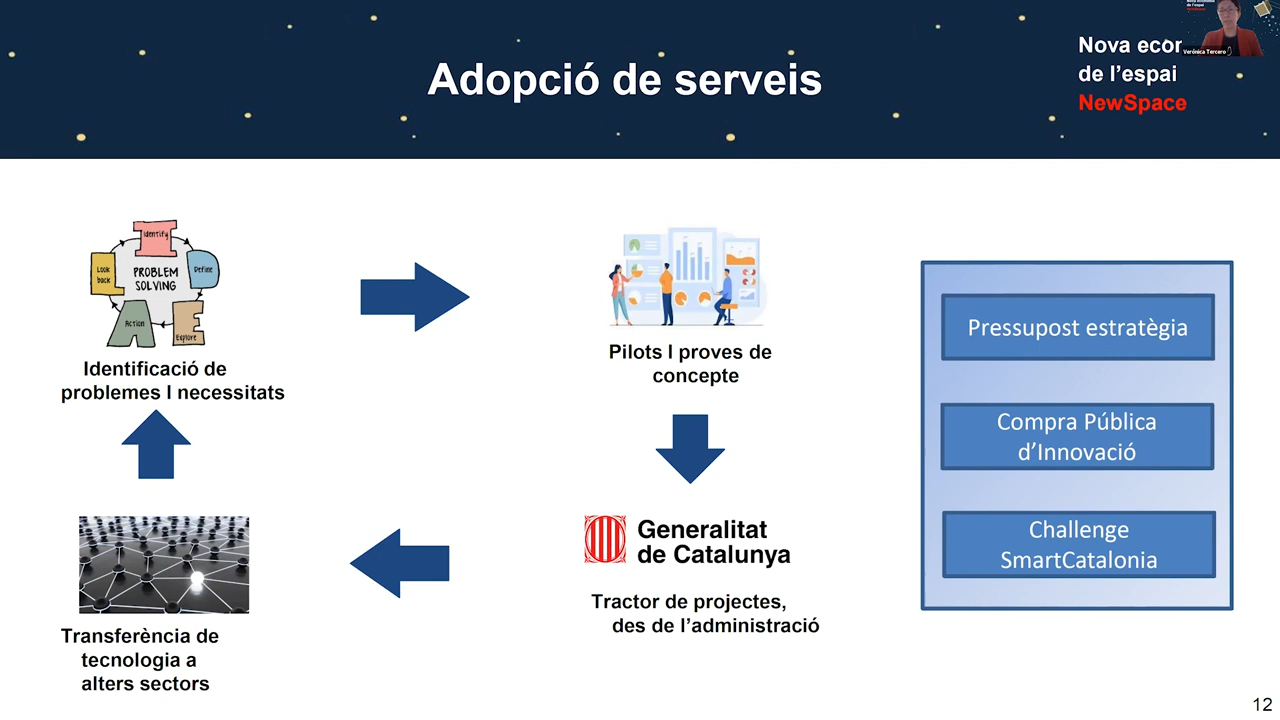 Adopció de serveis
Nova
de l’espai
NewSpace
NewSpace
Verónica Tercero
Identify
Look
back
PROBLEM
SOLVING
Define
Action
Explore
Identificació de
problemes I necessitats
Pilots I proves de
concepte
Generalitat
de Catalunya
Tractor de projectes,
des de l’administració
Transferència de
tecnologia a
alters sectors
Pressupost estratègia
Compra Pública
d’Innovació
Challenge
SmartCatalonia
12